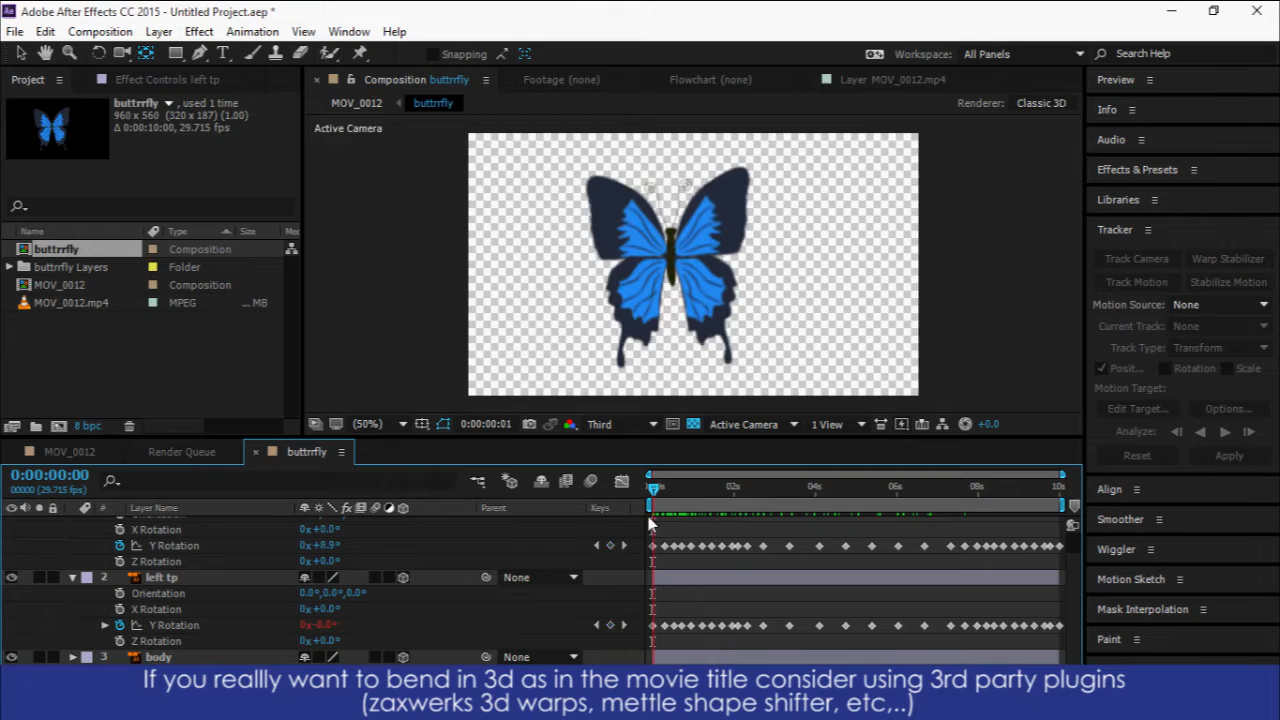 Adobe After Effects CC 2015 - Untitled Project.aep *
File Edit Composition Layer Effect Animation View Window Help
Snapping Workspace: All Panels Search Help
Project Effect Controls left tp
Composition buttrrfly Footage (none) Flowchart (none) Layer MOV_0012.mp4
buttrrfly , used 1 time
960 x 560 (320 x 187) (1.00)
Δ 0:00:10:00, 29.715 fps
MOV_0012 buttrrfly Renderer: Classic 3D
Active Camera
Name Type Size Me
buttrrfly Composition
buttrrfly Layers Folder
MOV_0012 Composition
MOV_0012.mp4 MPEG ... MB
8 bpc
(50%) 0:00:00:01 Third Active Camera 1 View +0.0
Preview
Info
Audio
Effects & Presets
Libraries
Tracker
Track Camera Warp Stabilizer
Track Motion Stabilize Motion
Motion Source: None
Current Track: None
Track Type: Transform
Posit... Rotation Scale
Motion Target:
Edit Target... Options...
Analyze:
Reset Apply
Align
Smoother
Wiggler
Motion Sketch
Mask Interpolation
Paint
MOV_0012 Render Queue buttrrfly
0:00:00:00
00000 (29.715 fps)
02s 04s 06s 08s 10s
# Layer Name Parent Keys
X Rotation 0x+0.0°
Y Rotation 0x+8.9°
Z Rotation 0x+0.0°
2 left tp None
Orientation 0.0°,0.0°,0.0°
X Rotation 0x+0.0°
Y Rotation 0x-8.0°
Z Rotation 0x+0.0°
3 body None
If you reallly want to bend in 3d as in the movie title consider using 3rd party plugins
(zaxwerks 3d warps, mettle shape shifter, etc,..)